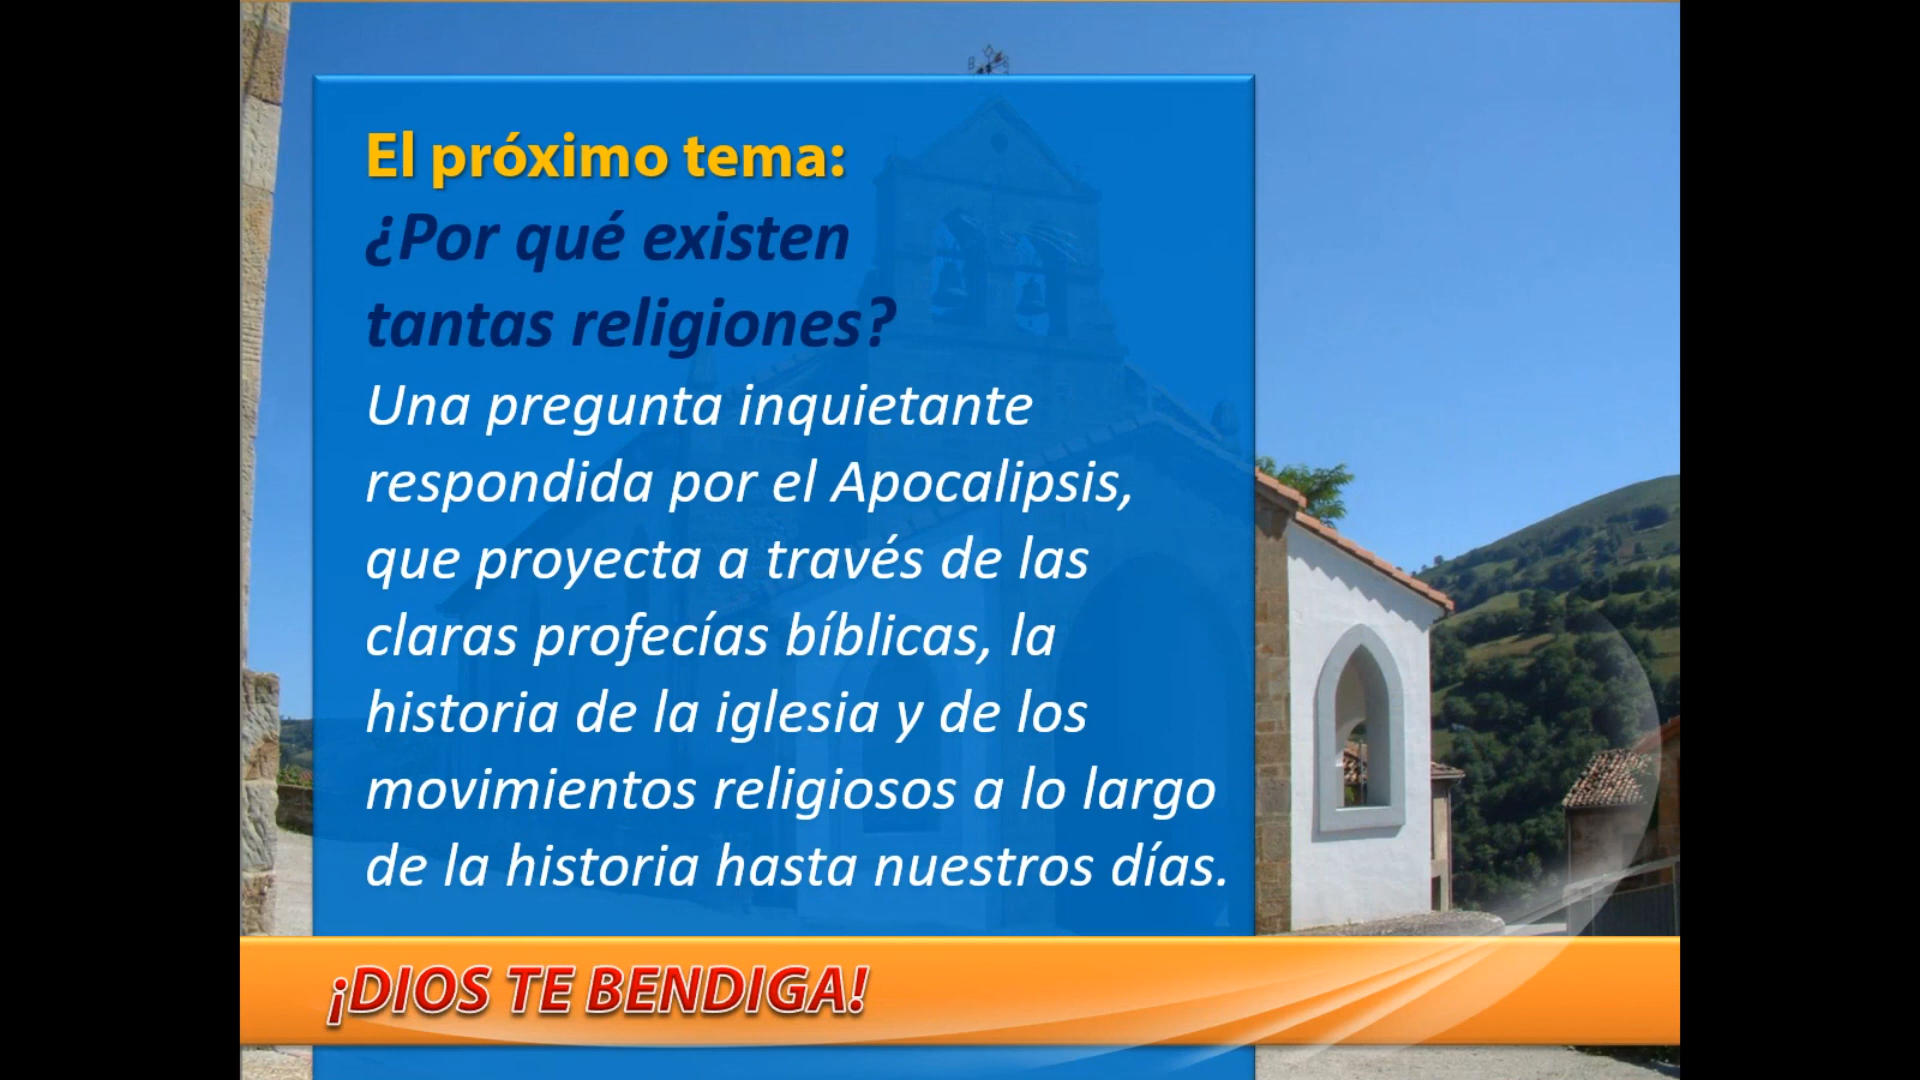 El próximo tema:
¿Por qué existen
tantas religiones?
Una pregunta inquietante
respondida por el Apocalipsis,
que proyecta a través de las
claras profecías bíblicas, la
historia de la iglesia y de los
movimientos religiosos a lo largo
de la historia hasta nuestros días.
¡DIOS TE BENDIGA!